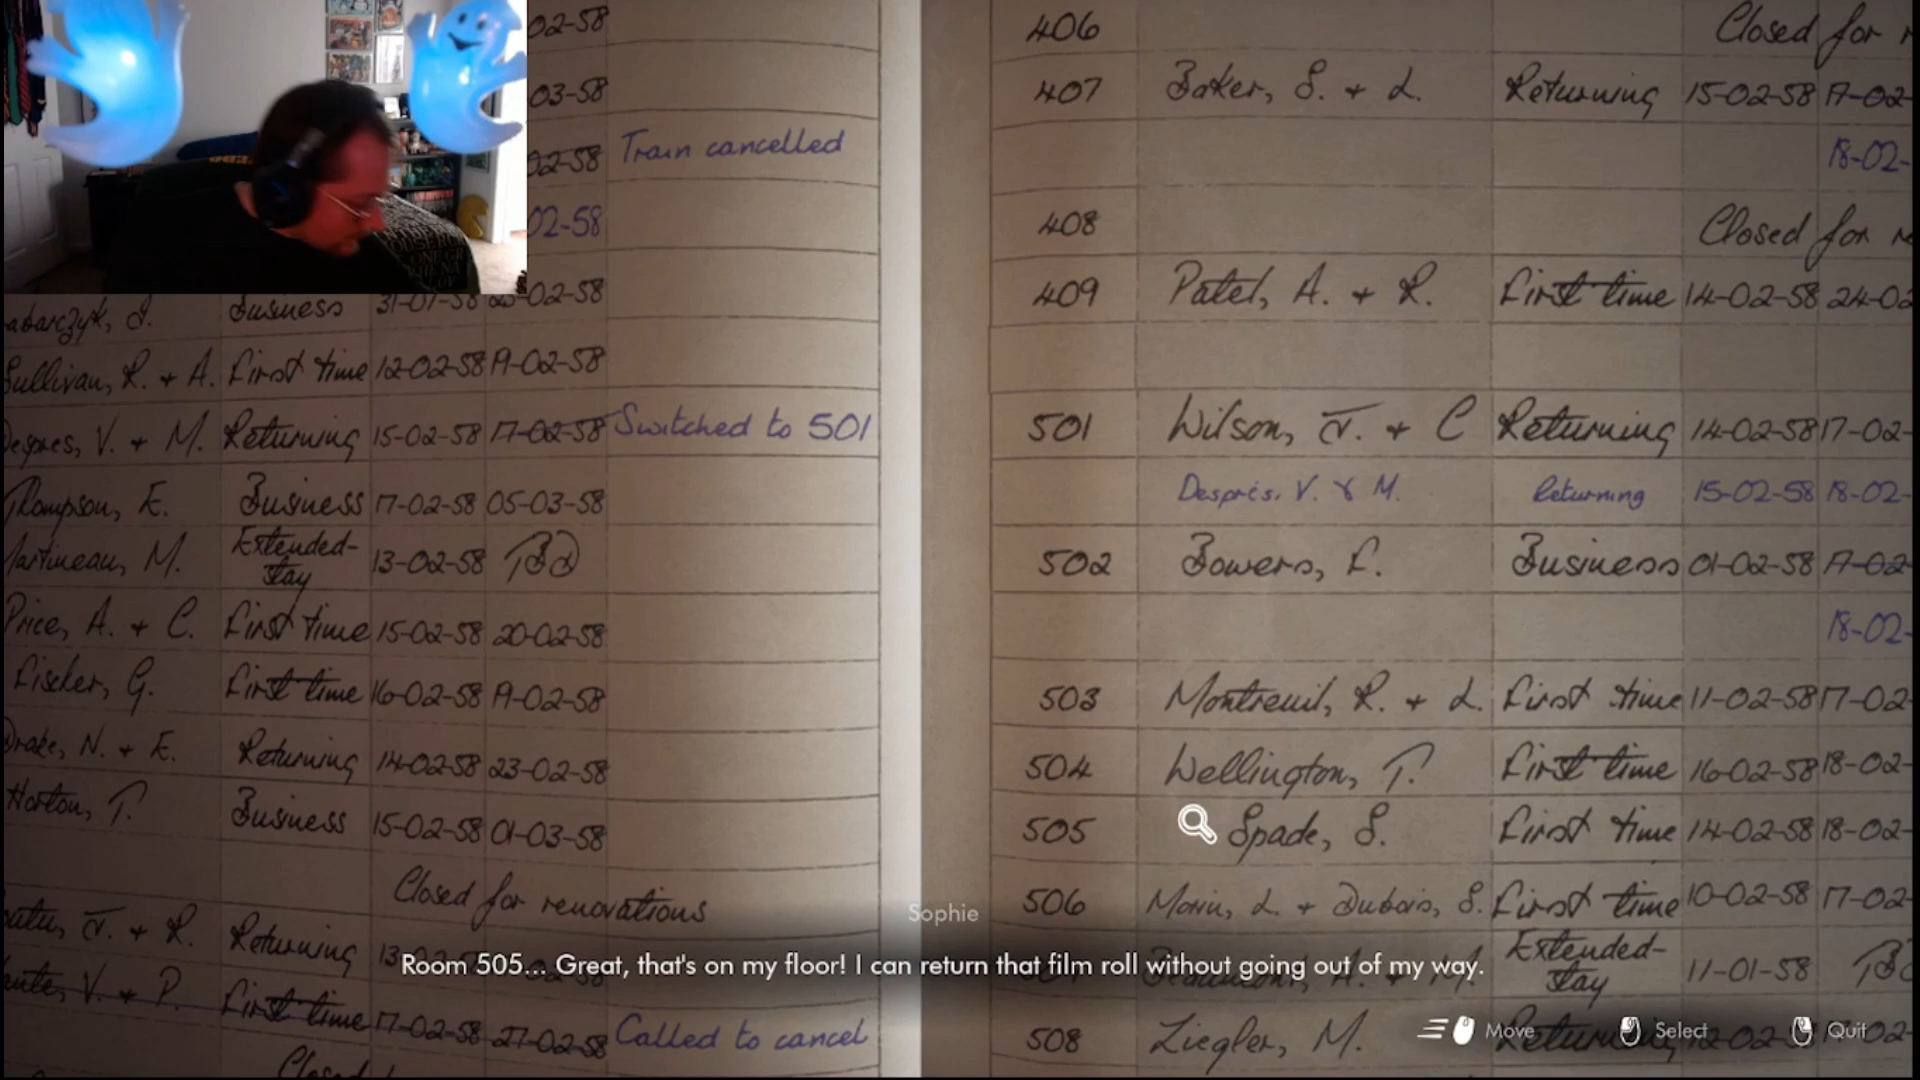 02-58
03-58
02-58 Train cancelled
02-58
Business 31-01-58 02-58
Sullivan, R. + A. First time 12-02-58 19-02-58
Despres, V. + M. Returning 15-02-58 17-02-58 Switched to 501
Thompson, E. Business 17-02-58 05-03-58
Martineau, M. Extended-stay 13-02-58 TBD
Price, A. + C. First time 15-02-58 20-02-58
Fischer, G. First time 16-02-58 19-02-58
Drake, N. + E. Returning 14-02-58 23-02-58
Horton, T. Business 15-02-58 01-03-58
Closed for renovations
J. + R. Returning
V. + P. First time 17-02-58 27-02-58 Called to cancel
Closed
406 Closed for
407 Baker, S. + L. Returning 15-02-58 17-02-
18-02-
408 Closed for
409 Patel, A. + R. First time 14-02-58 24-02
501 Wilson, J. + C Returning 14-02-58 17-02-
Despres, V. & M. Returning 15-02-58 18-02-
502 Bowers, F. Business 01-02-58 17-02-
18-02-
503 Montreuil, R. + L. First time 11-02-58 17-02-
504 Wellington, T. First time 16-02-58 18-02-
505 Spade, S. First time 14-02-58 18-02-
506 Morin, L. + Dubois, S. First time 10-02-58 17-02-
Extended-stay 11-01-58
508 Ziegler, M. Returning
Sophie
Room 505... Great, that's on my floor! I can return that film roll without going out of my way.
Move Select Quit